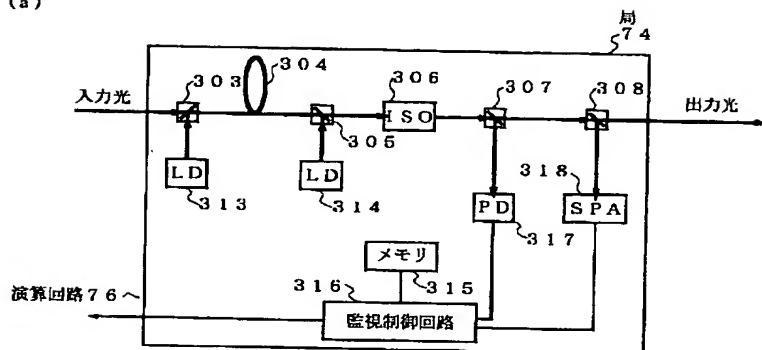 (a)
局
74
303
304
306
307
308
入力光
ISO
出力光
305
LD
LD
318
313
314
PD
SPA
317
メモリ
316
315
演算回路76へ
監視制御回路